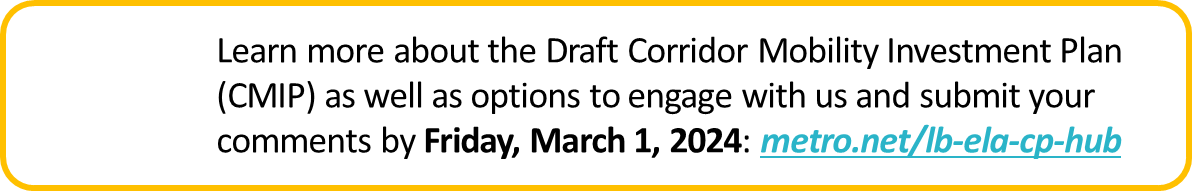 Learn more about the Draft Corridor Mobility Investment Plan
(CMIP) as well as options to engage with us and submit your
comments by Friday, March 1, 2024: metro.net/lb-ela-cp-hub